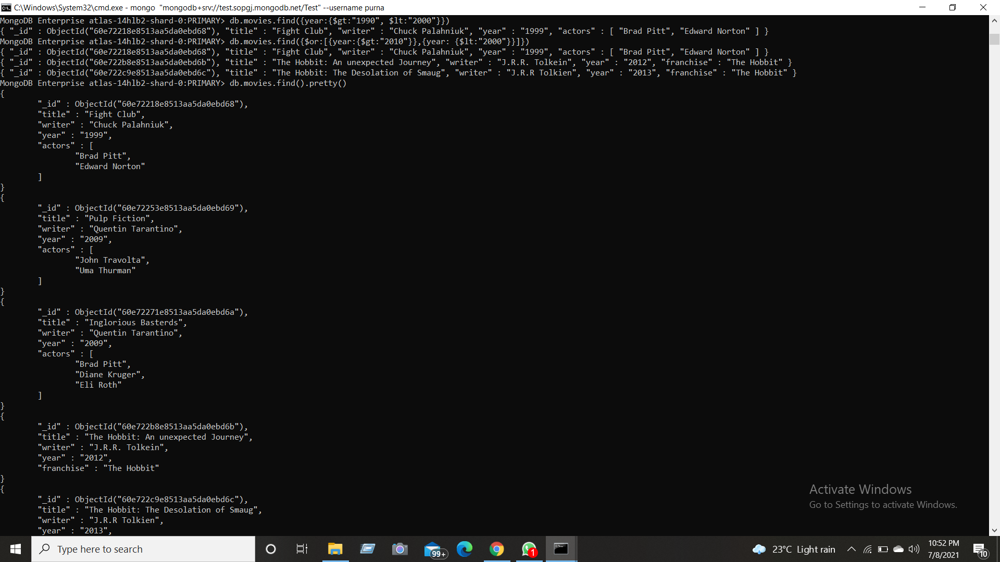 C:\Windows\System32\cmd.exe - mongo  "mongodb+srv://test.sopgj.mongodb.net/Test" --username purna
MongoDB Enterprise atlas-14hlb2-shard-0:PRIMARY> db.movies.find({year:{$gt:"1990", $lt:"2000"}})
{ "_id" : ObjectId("60e72218e8513aa5da0ebd68"), "title" : "Fight Club", "writer" : "Chuck Palahniuk", "year" : "1999", "actors" : [ "Brad Pitt", "Edward Norton" ] }
MongoDB Enterprise atlas-14hlb2-shard-0:PRIMARY> db.movies.find({$or:[{year:{$gt:"2010"}},{year: {$lt:"2000"}}]})
{ "_id" : ObjectId("60e72218e8513aa5da0ebd68"), "title" : "Fight Club", "writer" : "Chuck Palahniuk", "year" : "1999", "actors" : [ "Brad Pitt", "Edward Norton" ] }
{ "_id" : ObjectId("60e722b8e8513aa5da0ebd6b"), "title" : "The Hobbit: An unexpected Journey", "writer" : "J.R.R. Tolkein", "year" : "2012", "franchise" : "The Hobbit" }
{ "_id" : ObjectId("60e722c9e8513aa5da0ebd6c"), "title" : "The Hobbit: The Desolation of Smaug", "writer" : "J.R.R Tolkien", "year" : "2013", "franchise" : "The Hobbit" }
MongoDB Enterprise atlas-14hlb2-shard-0:PRIMARY> db.movies.find().pretty()
{
"_id" : ObjectId("60e72218e8513aa5da0ebd68"),
"title" : "Fight Club",
"writer" : "Chuck Palahniuk",
"year" : "1999",
"actors" : [
"Brad Pitt",
"Edward Norton"
]
}
{
"_id" : ObjectId("60e72253e8513aa5da0ebd69"),
"title" : "Pulp Fiction",
"writer" : "Quentin Tarantino",
"year" : "2009",
"actors" : [
"John Travolta",
"Uma Thurman"
]
}
{
"_id" : ObjectId("60e72271e8513aa5da0ebd6a"),
"title" : "Inglorious Basterds",
"writer" : "Quentin Tarantino",
"year" : "2009",
"actors" : [
"Brad Pitt",
"Diane Kruger",
"Eli Roth"
]
}
{
"_id" : ObjectId("60e722b8e8513aa5da0ebd6b"),
"title" : "The Hobbit: An unexpected Journey",
"writer" : "J.R.R. Tolkein",
"year" : "2012",
"franchise" : "The Hobbit"
}
{
"_id" : ObjectId("60e722c9e8513aa5da0ebd6c"),
"title" : "The Hobbit: The Desolation of Smaug",
"writer" : "J.R.R Tolkien",
"year" : "2013",
Activate Windows
Go to Settings to activate Windows.
Type here to search
99+
1
23°C Light rain
10:52 PM
7/8/2021
10